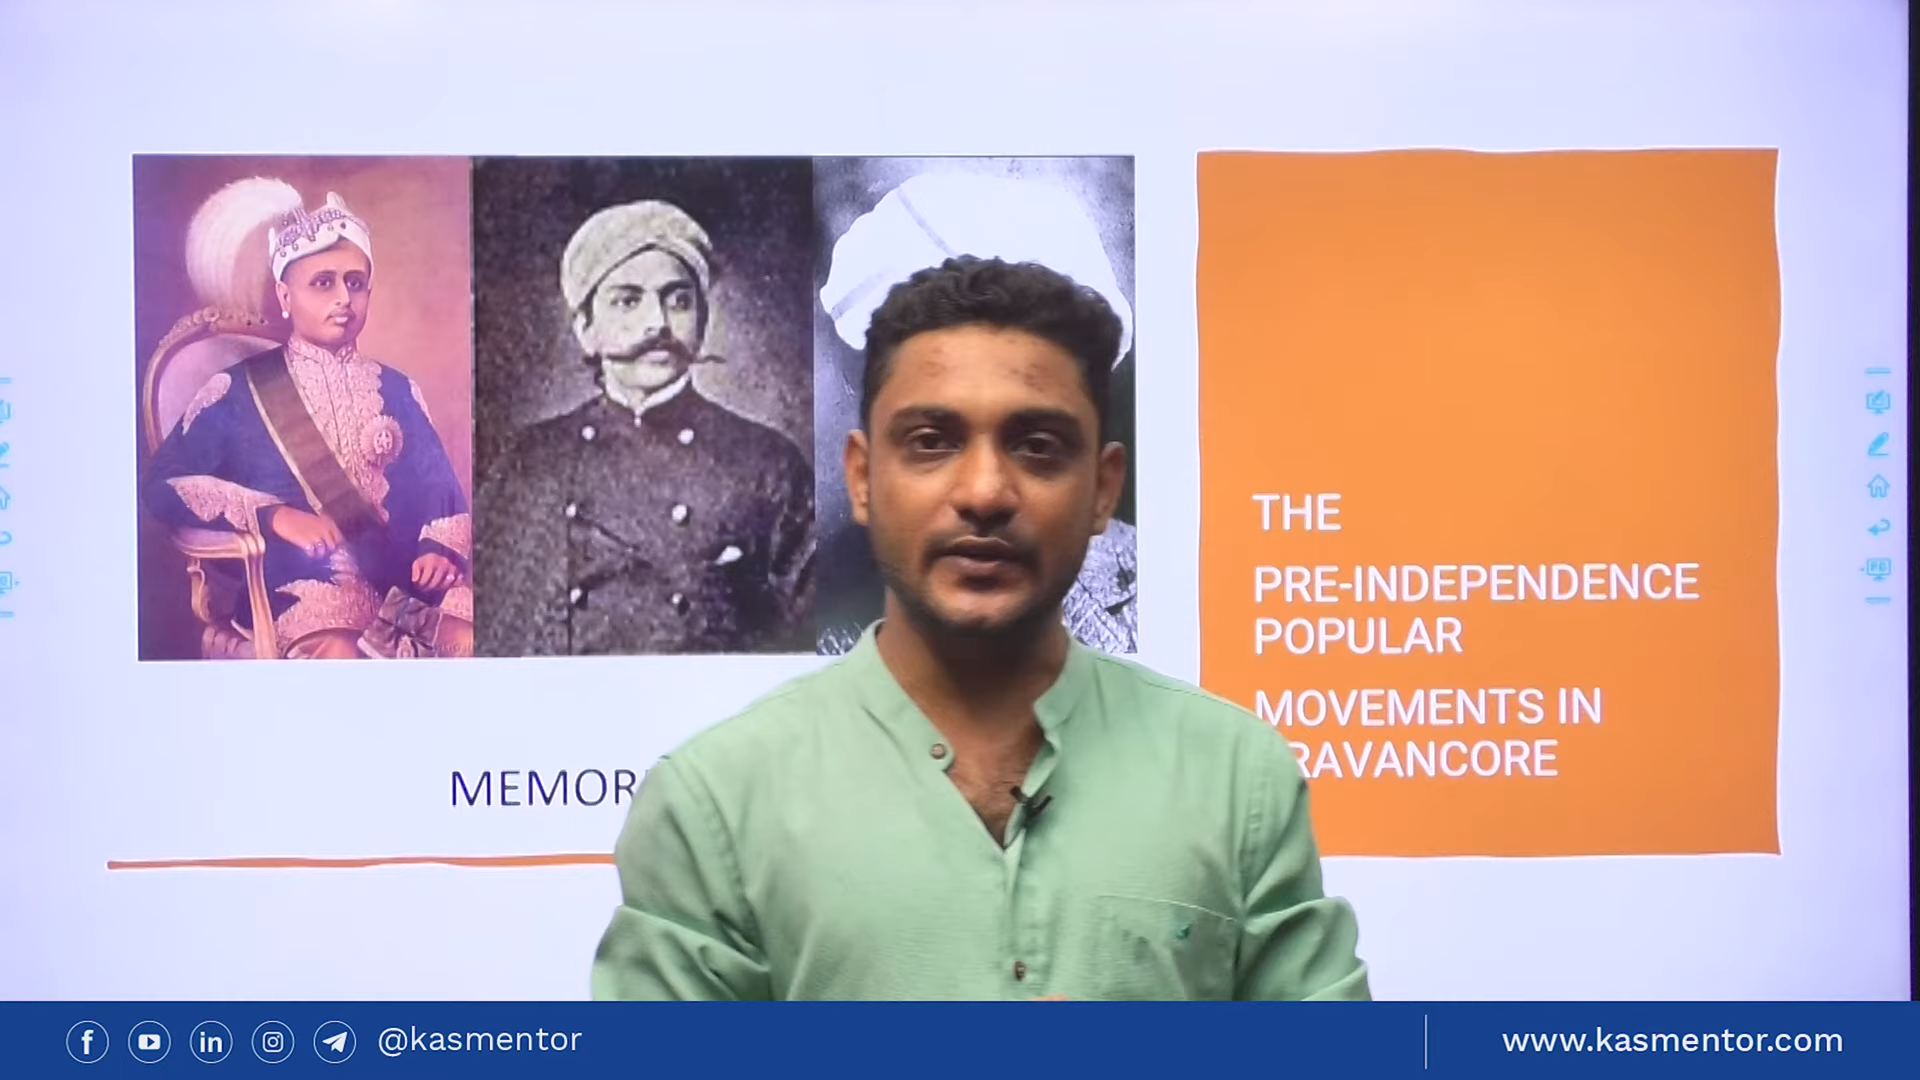 THE
PRE-INDEPENDENCE
POPULAR
MOVEMENTS IN
RAVANCORE
MEMOR
@kasmentor
www.kasmentor.com